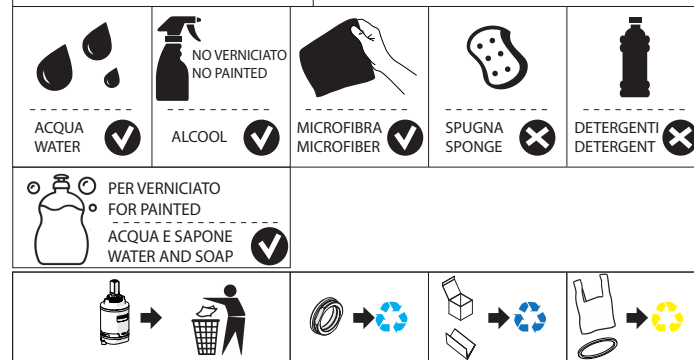 NO VERNICIATO
NO PAINTED
ACQUA
WATER
ALCOOL
MICROFIBRA
MICROFIBER
SPUGNA
SPONGE
DETERGENTI
DETERGENT
PER VERNICIATO
FOR PAINTED
ACQUA E SAPONE
WATER AND SOAP